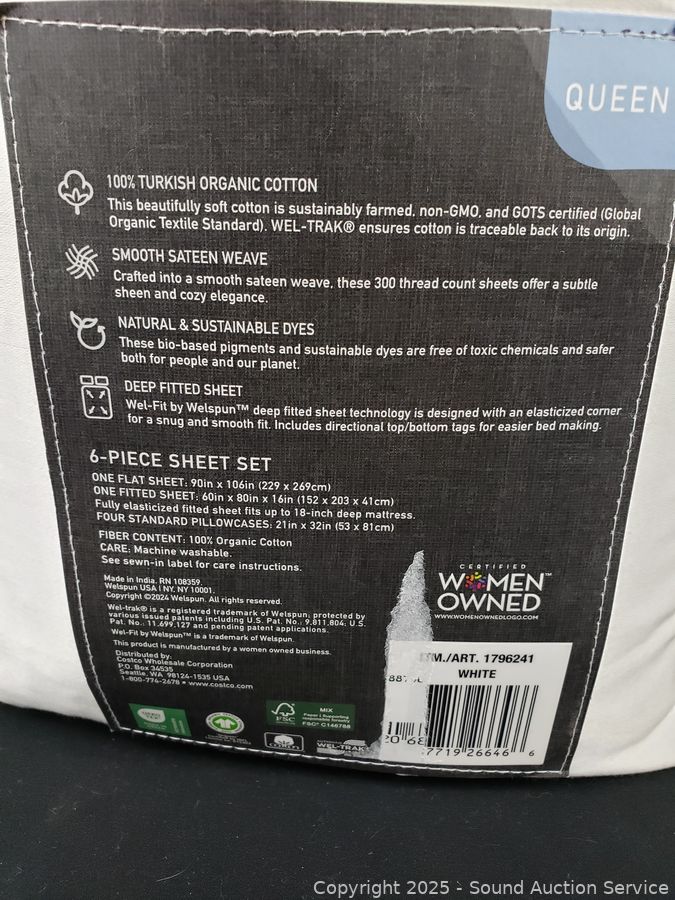 QUEEN
100% TURKISH ORGANIC COTTON
This beautifully soft cotton is sustainably farmed, non-GMO, and GOTS certified (Global
Organic Textile Standard). WEL-TRAK® ensures cotton is traceable back to its origin.
SMOOTH SATEEN WEAVE
Crafted into a smooth sateen weave, these 300 thread count sheets offer a subtle
sheen and cozy elegance.
NATURAL & SUSTAINABLE DYES
These bio-based pigments and sustainable dyes are free of toxic chemicals and safer
both for people and our planet.
DEEP FITTED SHEET
Wel-Fit by Welspun™ deep fitted sheet technology is designed with an elasticized corner
for a snug and smooth fit. Includes directional top/bottom tags for easier bed making.
6-PIECE SHEET SET
ONE FLAT SHEET: 90in x 106in (229 x 269cm)
ONE FITTED SHEET: 60in x 80in x 16in (152 x 203 x 41cm)
Fully elasticized fitted sheet fits up to 18-inch deep mattress.
FOUR STANDARD PILLOWCASES: 21in x 32in (53 x 81cm)
FIBER CONTENT: 100% Organic Cotton
CARE: Machine washable.
See sewn-in label for care instructions.
Made in India. RN 108359.
Welspun USA | NY, NY 10001.
Copyright ©2024 Welspun. All rights reserved.
Wel-trak® is a registered trademark of Welspun; protected by
various issued patents including U.S. Pat. No.: 9,811,804; U.S.
Pat. No.: 11,699,127 and pending patent applications.
Wel-Fit by Welspun™ is a trademark of Welspun.
This product is manufactured by a women owned business.
Distributed by:
Costco Wholesale Corporation
P.O. Box 34535
Seattle, WA 98124-1535 USA
1-800-774-2678 • www.costco.com
CERTIFIED
WOMEN™
OWNED
WWW.WOMENOWNEDLOGO.COM
ITM./ART. 1796241
WHITE
7719 26646 6
FSC
MIX
Paper | Supporting
responsible forestry
FSC® C146788
COTTON
WEL-TRAK
Copyright 2025 - Sound Auction Service